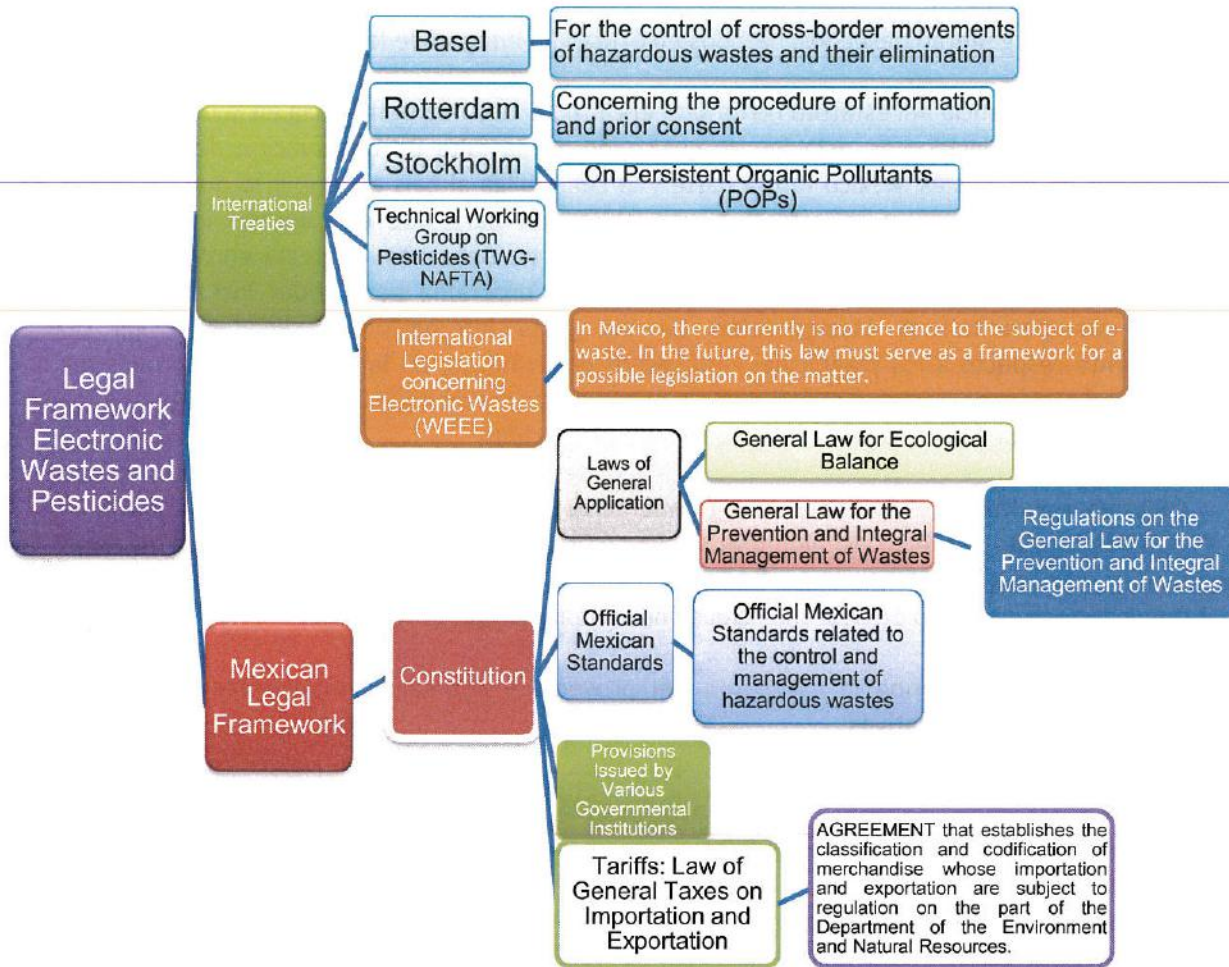 Basel
For the control of cross-border movements
of hazardous wastes and their elimination
Rotterdam
Concerning the procedure of information
and prior consent
Stockholm
On Persistent Organic Pollutants
(POPs)
International
Treaties
Technical Working
Group on
Pesticides (TWG-
NAFTA)
International
Legislation
concerning
Electronic Wastes
(WEEE)
In Mexico, there currently is no reference to the subject of e-
waste. In the future, this law must serve as a framework for a
possible legislation on the matter.
Legal
Framework
Electronic
Wastes and
Pesticides
Mexican
Legal
Framework
Constitution
Laws of
General
Application
General Law for Ecological
Balance
General Law for the
Prevention and Integral
Management of Wastes
Regulations on the
General Law for the
Prevention and Integral
Management of Wastes
Official
Mexican
Standards
Official Mexican
Standards related to
the control and
management of
hazardous wastes
Provisions
Issued by
Various
Governmental
Institutions
Tariffs: Law of
General Taxes on
Importation and
Exportation
AGREEMENT that establishes the
classification and codification of
merchandise whose importation
and exportation are subject to
regulation on the part of the
Department of the Environment
and Natural Resources.